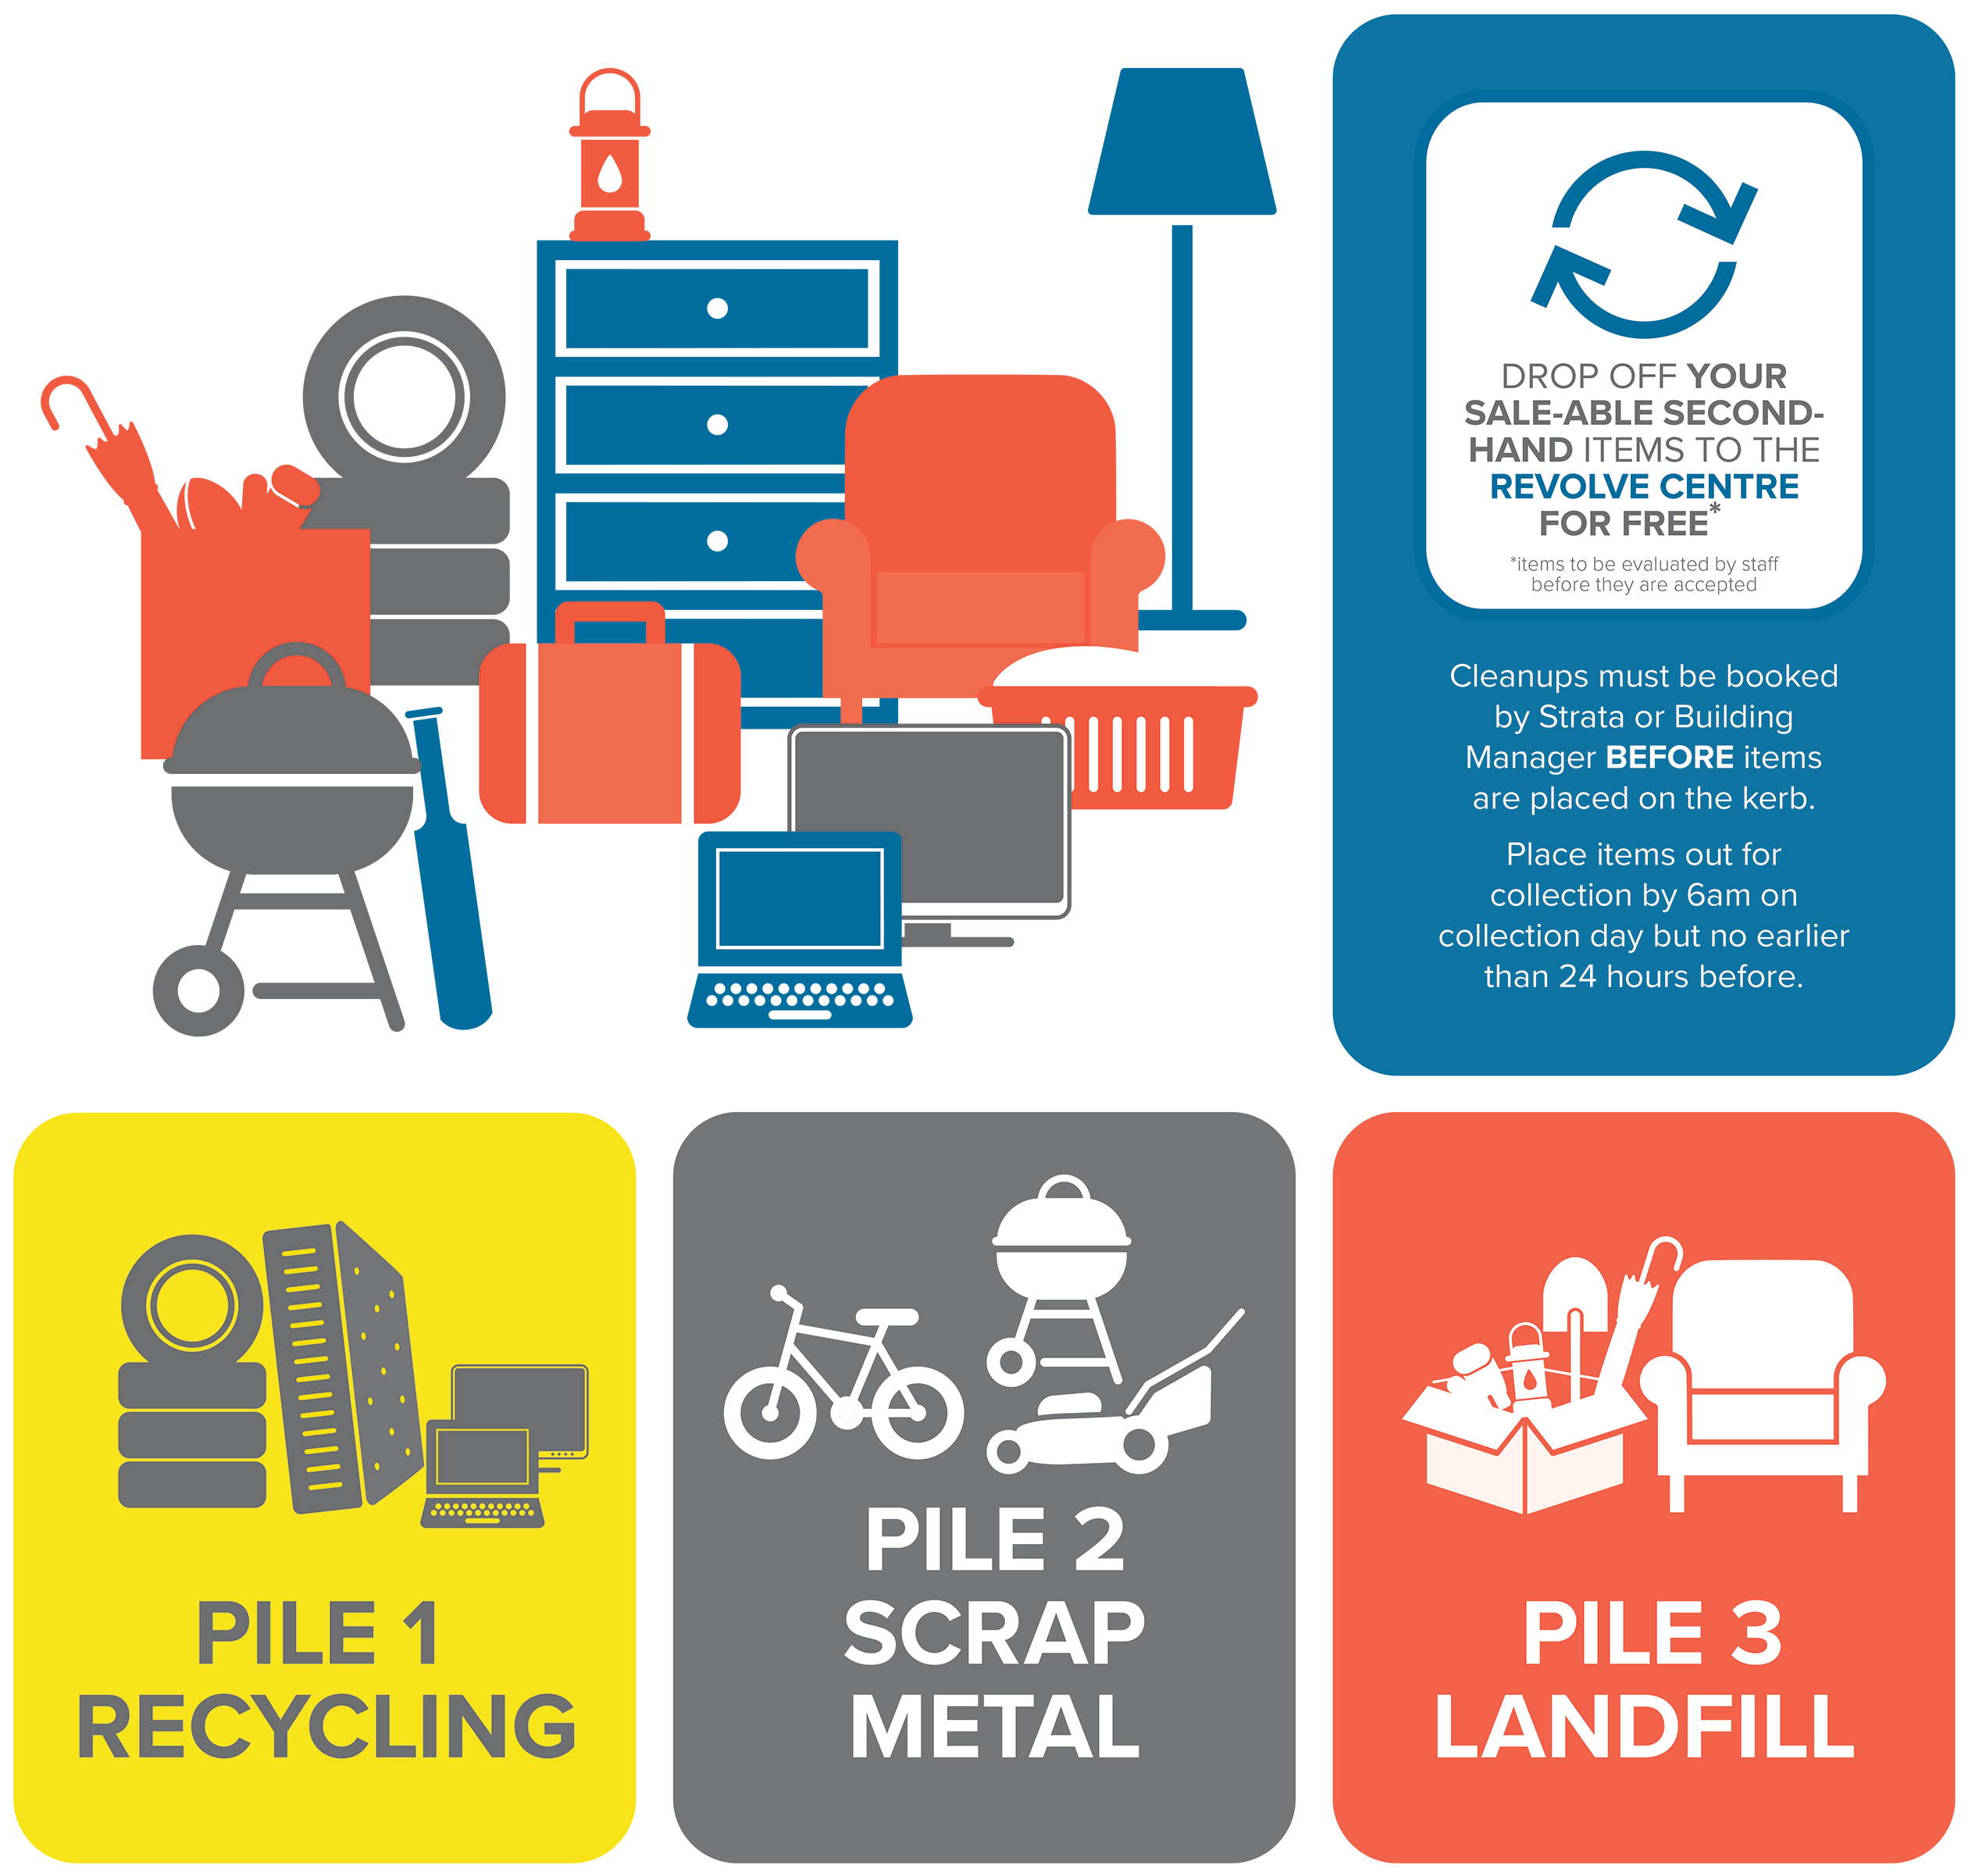 DROP OFF YOUR
SALE-ABLE SECOND-
HAND ITEMS TO THE
REVOLVE CENTRE
FOR FREE*
*items to be evaluated by staff
before they are accepted
Cleanups must be booked
by Strata or Building
Manager BEFORE items
are placed on the kerb.
Place items out for
collection by 6am on
collection day but no earlier
than 24 hours before.
PILE 1
RECYCLING
PILE 2
SCRAP
METAL
PILE 3
LANDFILL